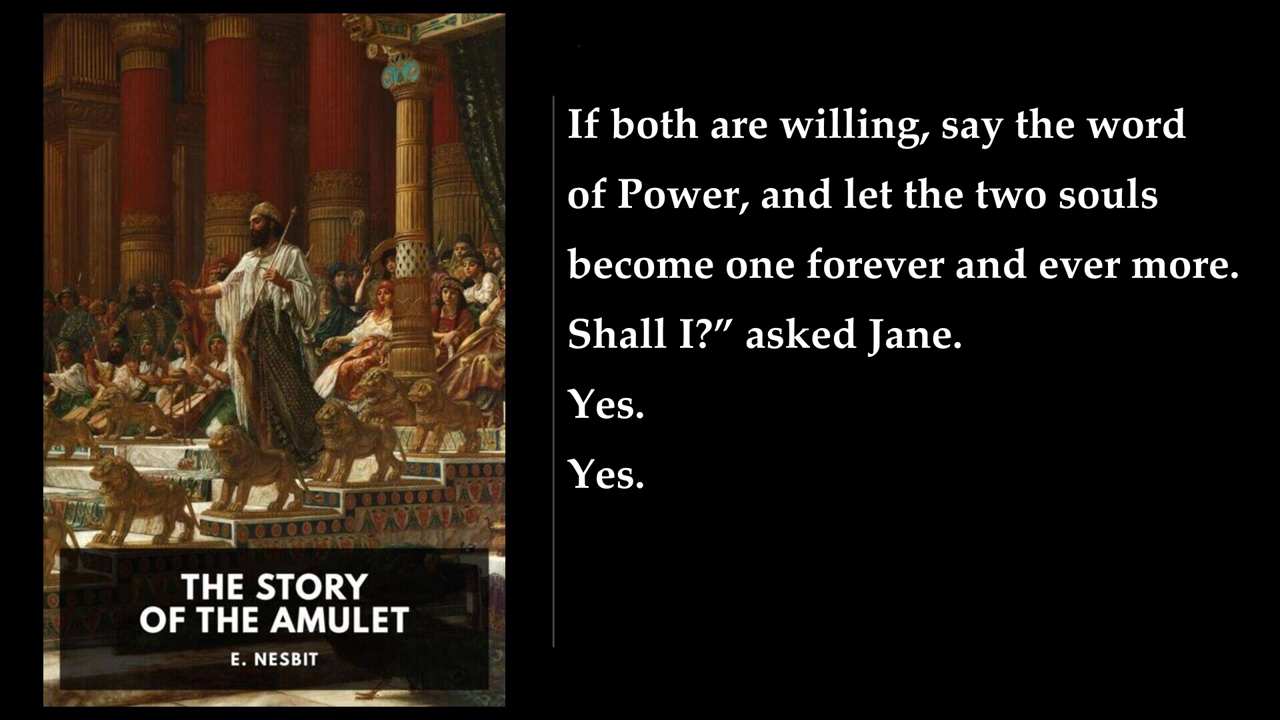 If both are willing, say the word
of Power, and let the two souls
become one forever and ever more.
Shall I?” asked Jane.
Yes.
Yes.
THE STORY
OF THE AMULET
E. NESBIT